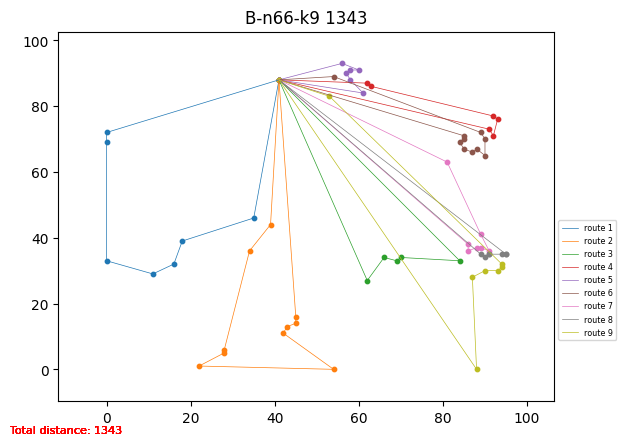 B-n66-k9 1343
100
80
60
40
20
0
0 20 40 60 80 100
route 1
route 2
route 3
route 4
route 5
route 6
route 7
route 8
route 9
Total distance: 1343